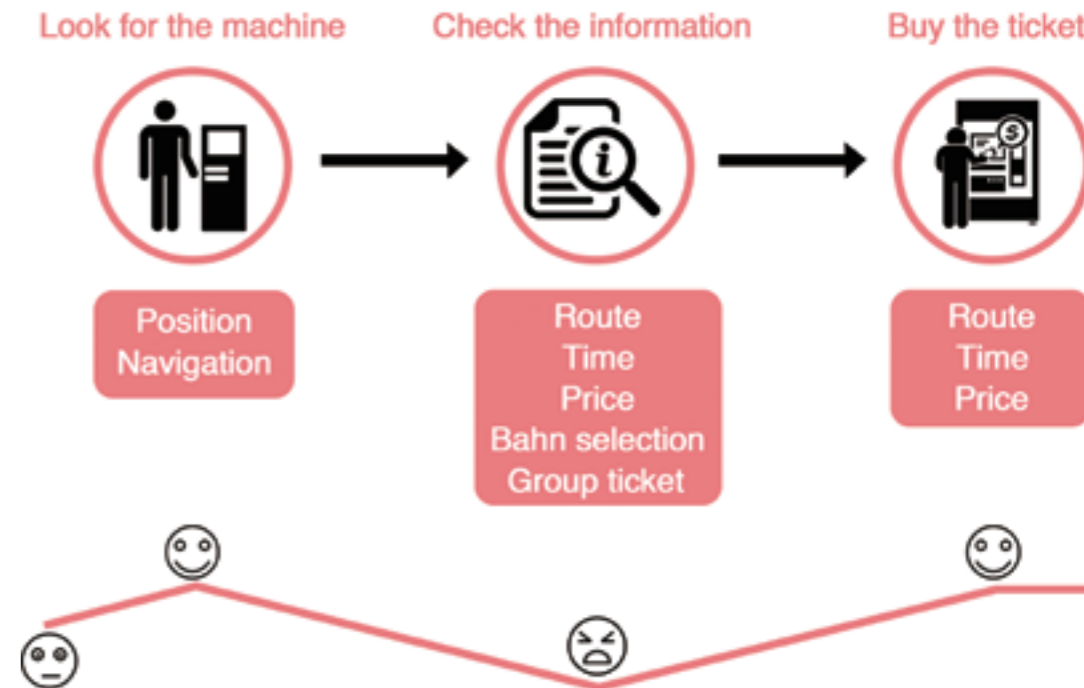 Look for the machine
Check the information
Buy the ticket
i
$
Position
Navigation
Route
Time
Price
Bahn selection
Group ticket
Route
Time
Price